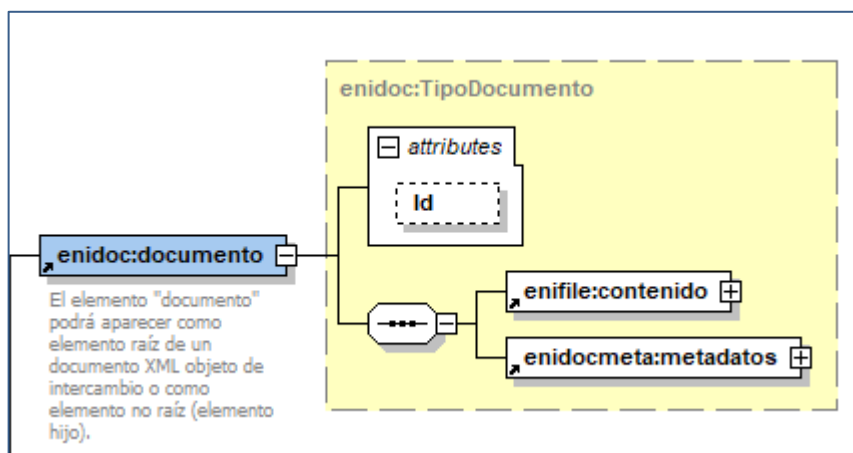 enidoc:TipoDocumento
attributes
Id
enidoc:documento
El elemento "documento"
podrá aparecer como
elemento raíz de un
documento XML objeto de
intercambio o como
elemento no raíz (elemento
hijo).
enifile:contenido
enidocmeta:metadatos